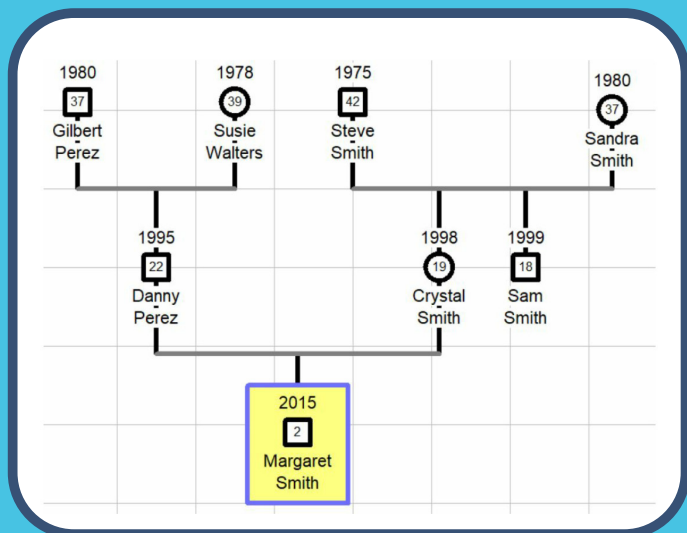 1980
37
Gilbert
Perez
1978
39
Susie
Walters
1975
42
Steve
Smith
1980
37
Sandra
Smith
1995
22
Danny
Perez
1998
19
Crystal
Smith
1999
18
Sam
Smith
2015
2
Margaret
Smith